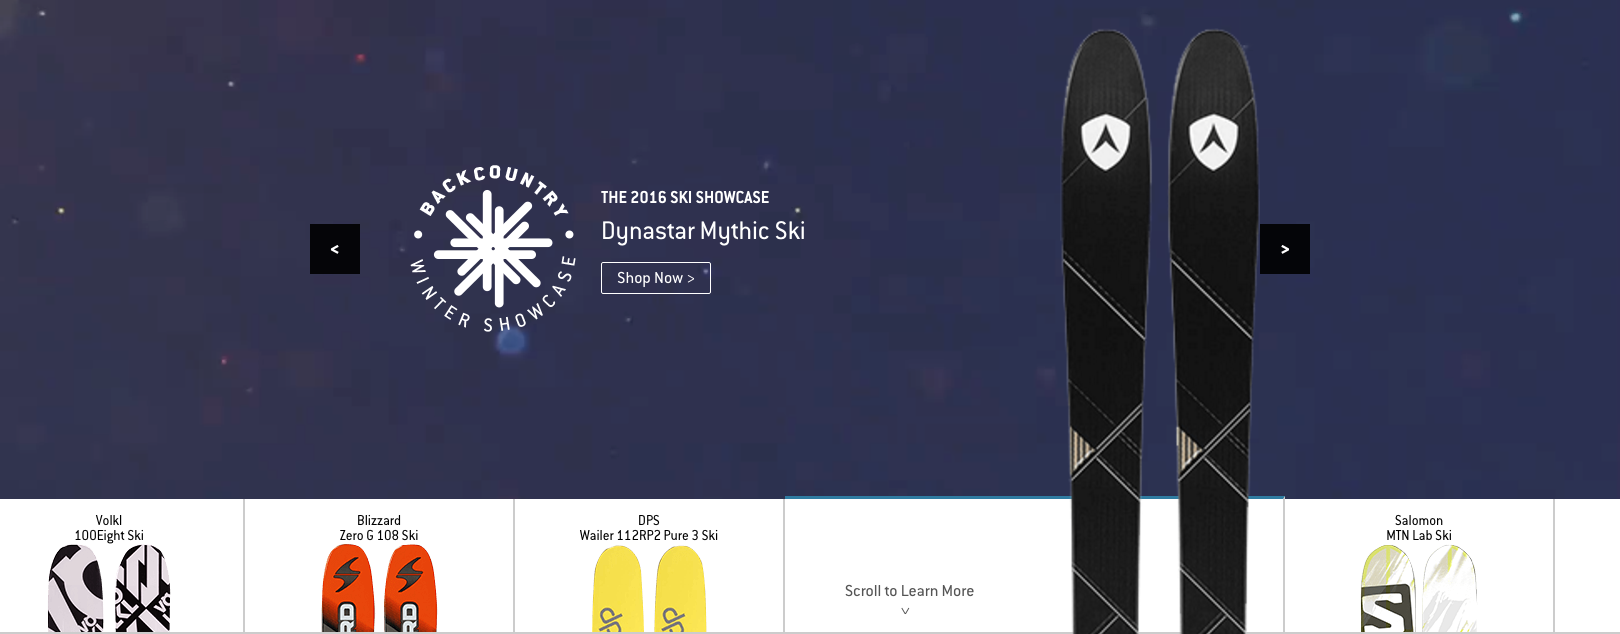 BACKCOUNTRY
WINTER SHOWCASE
THE 2016 SKI SHOWCASE
Dynastar Mythic Ski
Shop Now >
<
>
Volkl
100Eight Ski
Blizzard
Zero G 108 Ski
DPS
Wailer 112RP2 Pure 3 Ski
Scroll to Learn More
Salomon
MTN Lab Ski